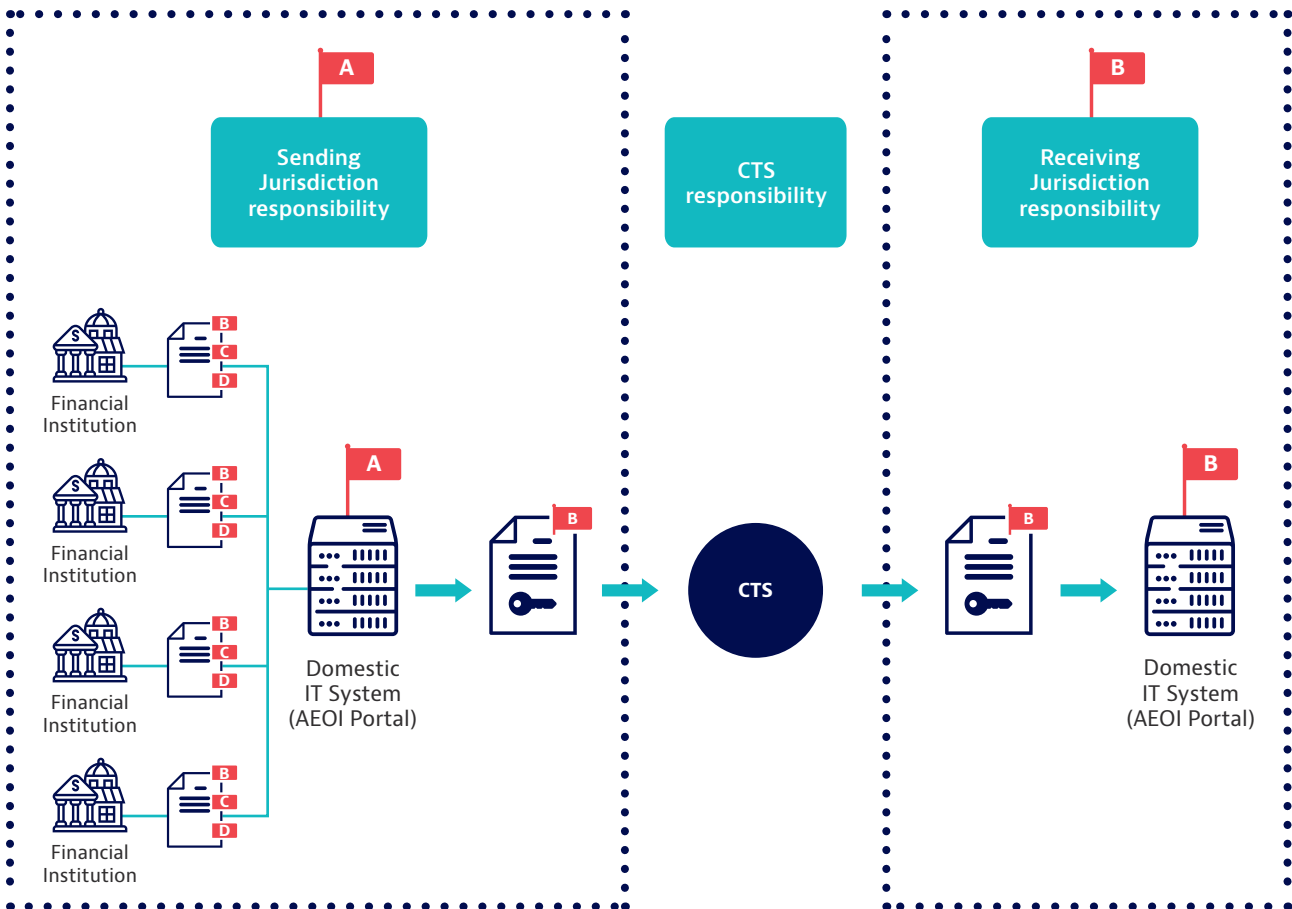 A
B
Sending
Jurisdiction
responsibility
CTS
responsibility
Receiving
Jurisdiction
responsibility
$
B
C
D
Financial
Institution
$
B
C
D
Financial
Institution
A
B
CTS
B
B
$
B
C
D
Financial
Institution
Domestic
IT System
(AEOI Portal)
Domestic
IT System
(AEOI Portal)
$
B
C
D
Financial
Institution